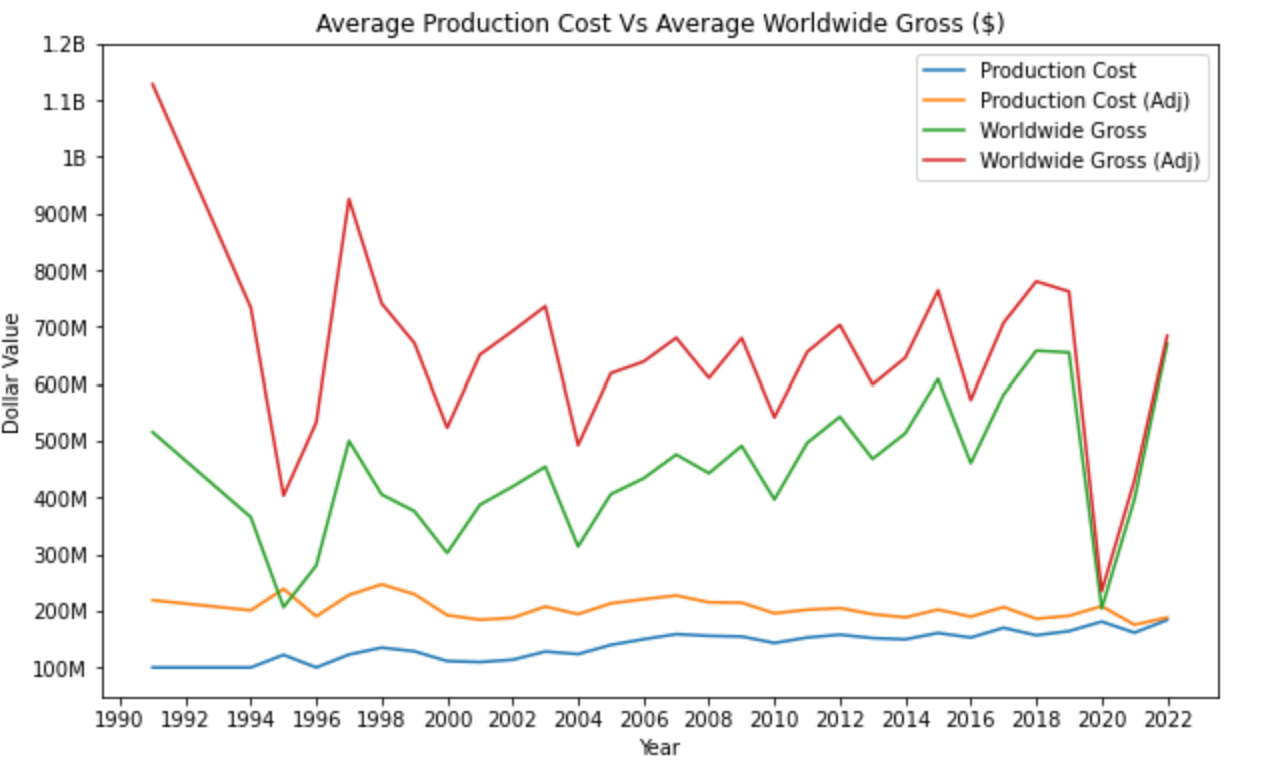 Average Production Cost Vs Average Worldwide Gross ($)
1.2B
1.1B
1B
900M
800M
700M
600M
500M
400M
300M
200M
100M
Dollar Value
Production Cost
Production Cost (Adj)
Worldwide Gross
Worldwide Gross (Adj)
1990 1992 1994 1996 1998 2000 2002 2004 2006 2008 2010 2012 2014 2016 2018 2020 2022
Year